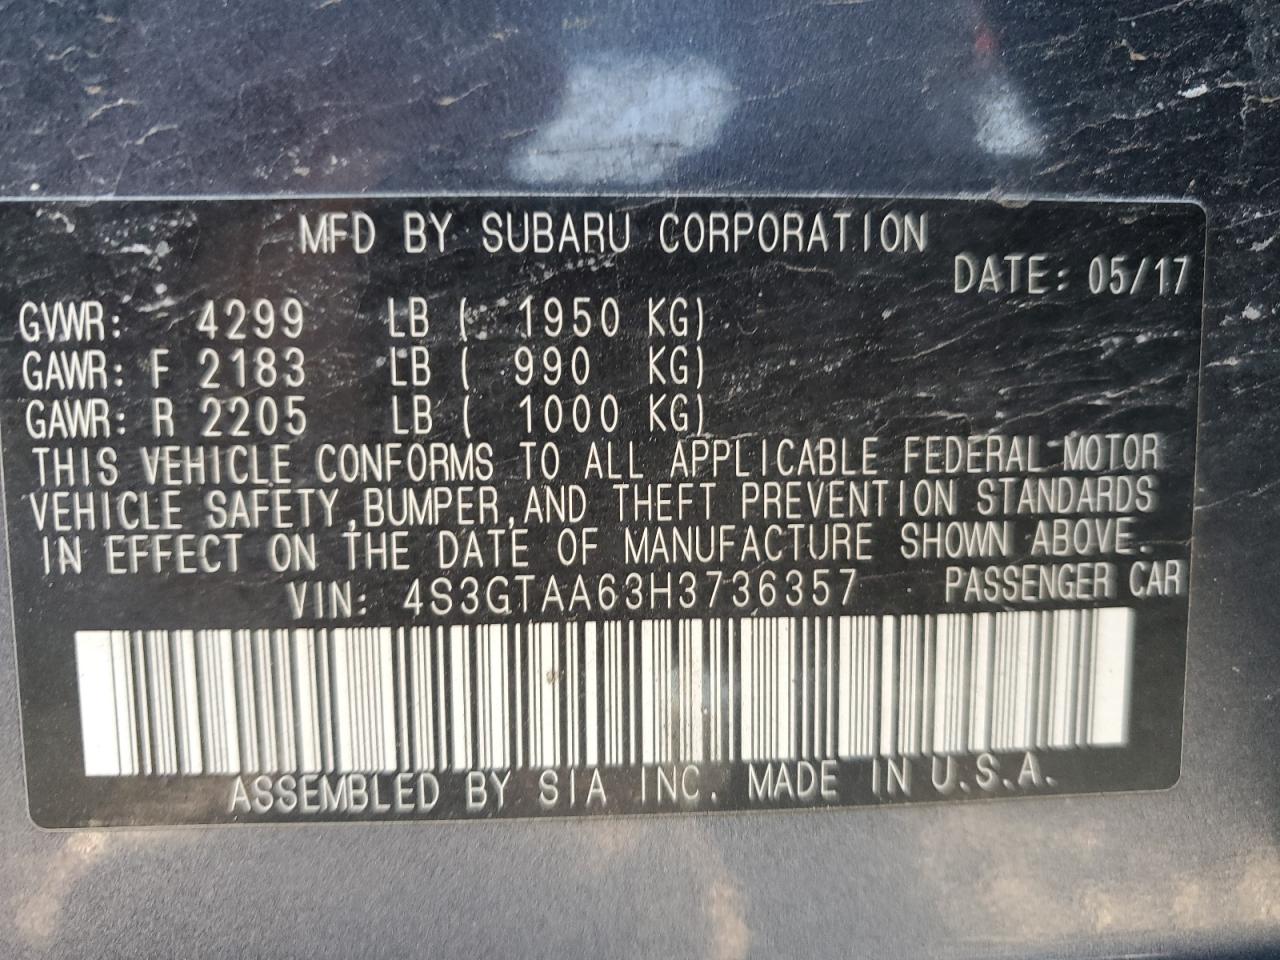 MFD BY SUBARU CORPORATION
DATE: 05/17
GVWR: 4299 LB ( 1950 KG)
GAWR: F 2183 LB ( 990 KG)
GAWR: R 2205 LB ( 1000 KG)
THIS VEHICLE CONFORMS TO ALL APPLICABLE FEDERAL MOTOR
VEHICLE SAFETY,BUMPER,AND THEFT PREVENTION STANDARDS
IN EFFECT ON THE DATE OF MANUFACTURE SHOWN ABOVE.
VIN: 4S3GTAA63H3736357 PASSENGER CAR
ASSEMBLED BY SIA INC. MADE IN U.S.A.